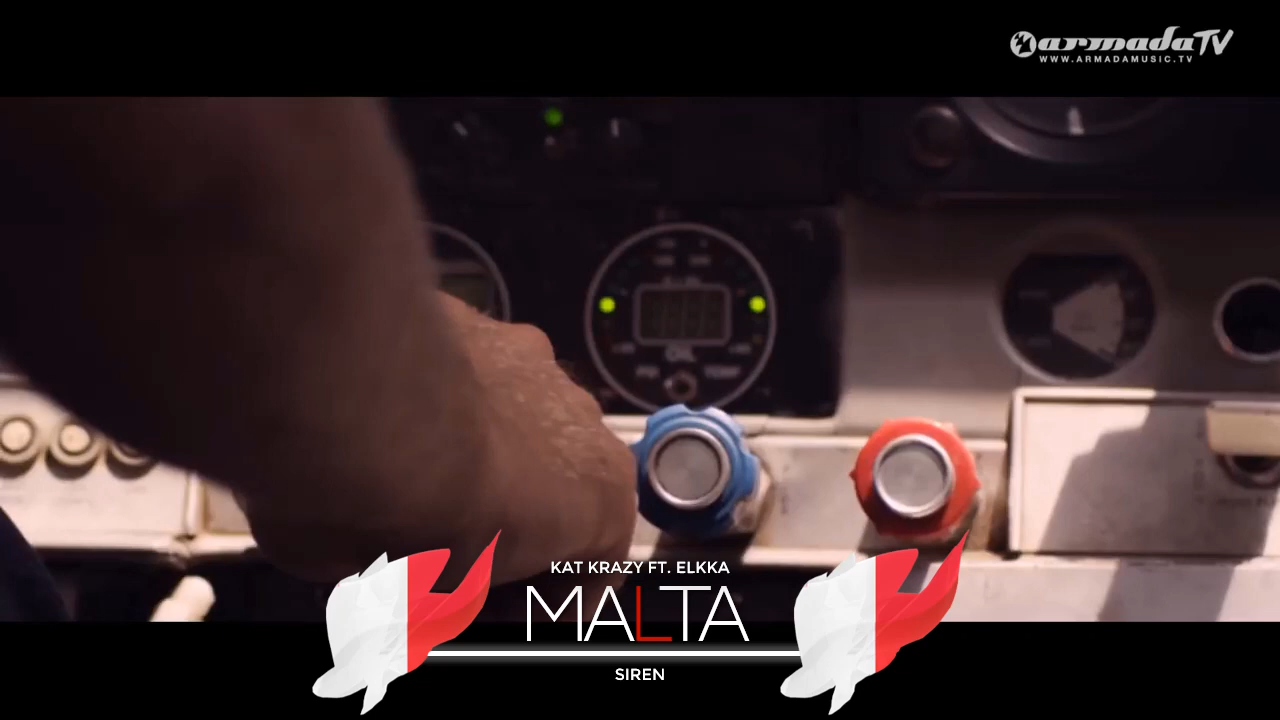 armadaTV
WWW.ARMADAMUSIC.TV
KAT KRAZY FT. ELKKA
MALTA
SIREN